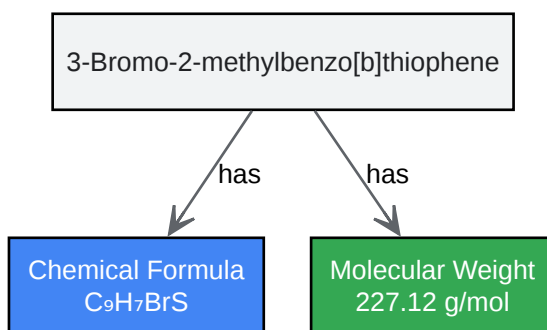 3-Bromo-2-methylbenzo[b]thiophene
has
has
Chemical Formula
C₉H₇BrS
Molecular Weight
227.12 g/mol